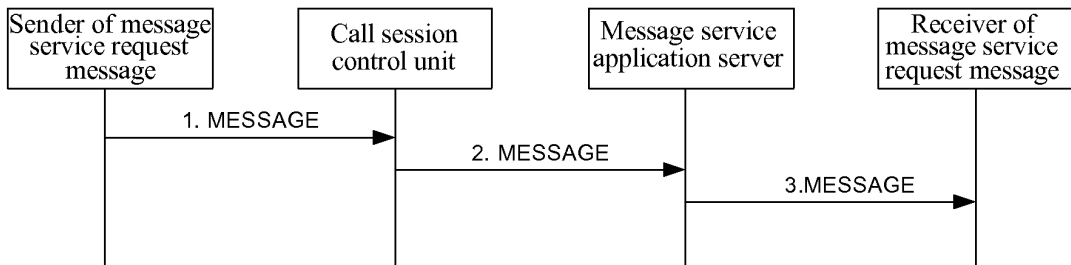 Sender of message
service request
message
Call session
control unit
Message service
application server
Receiver of
message service
request message
1. MESSAGE
2. MESSAGE
3.MESSAGE